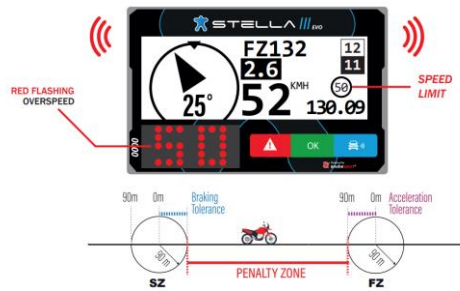 STELLA III EVO
FZ132
12
11
2.6
KMH
50
SPEED
LIMIT
RED FLASHING
OVERSPEED
25°
52
130.09
50
OK
90m 0m
Braking
Tolerance
90m 0m
Acceleration
Tolerance
90 m
90 m
PENALTY ZONE
SZ
FZ